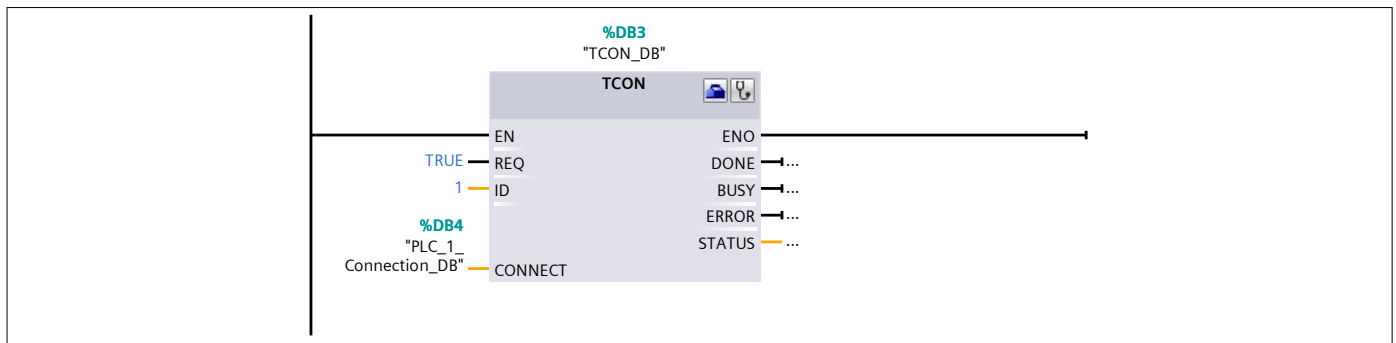 %DB3
"TCON_DB"
TCON
EN ENO
TRUE REQ DONE ...
1 ID BUSY ...
ERROR ...
%DB4
STATUS ...
"PLC_1_
Connection_DB" CONNECT